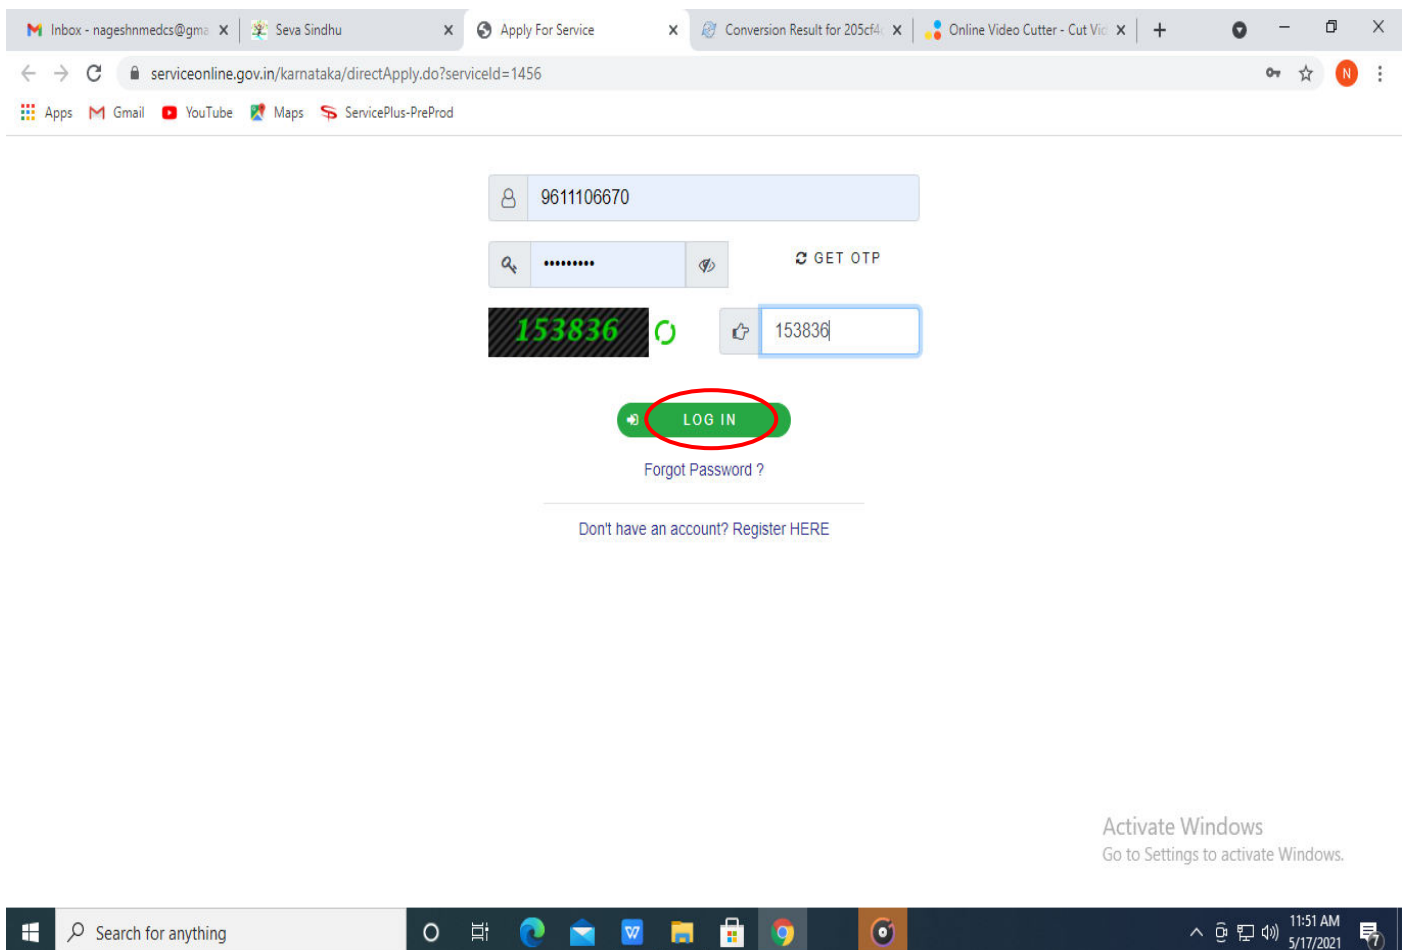 Inbox - nageshnmedcs@gma
Seva Sindhu
Apply For Service
Conversion Result for 205cf4
Online Video Cutter - Cut Vid
serviceonline.gov.in/karnataka/directApply.do?serviceId=1456
N
Apps Gmail YouTube Maps ServicePlus-PreProd
9611106670
••••••••• GET OTP
153836 153836
LOG IN
Forgot Password ?
Don't have an account? Register HERE
Activate Windows
Go to Settings to activate Windows.
Search for anything
W
11:51 AM
5/17/2021
7